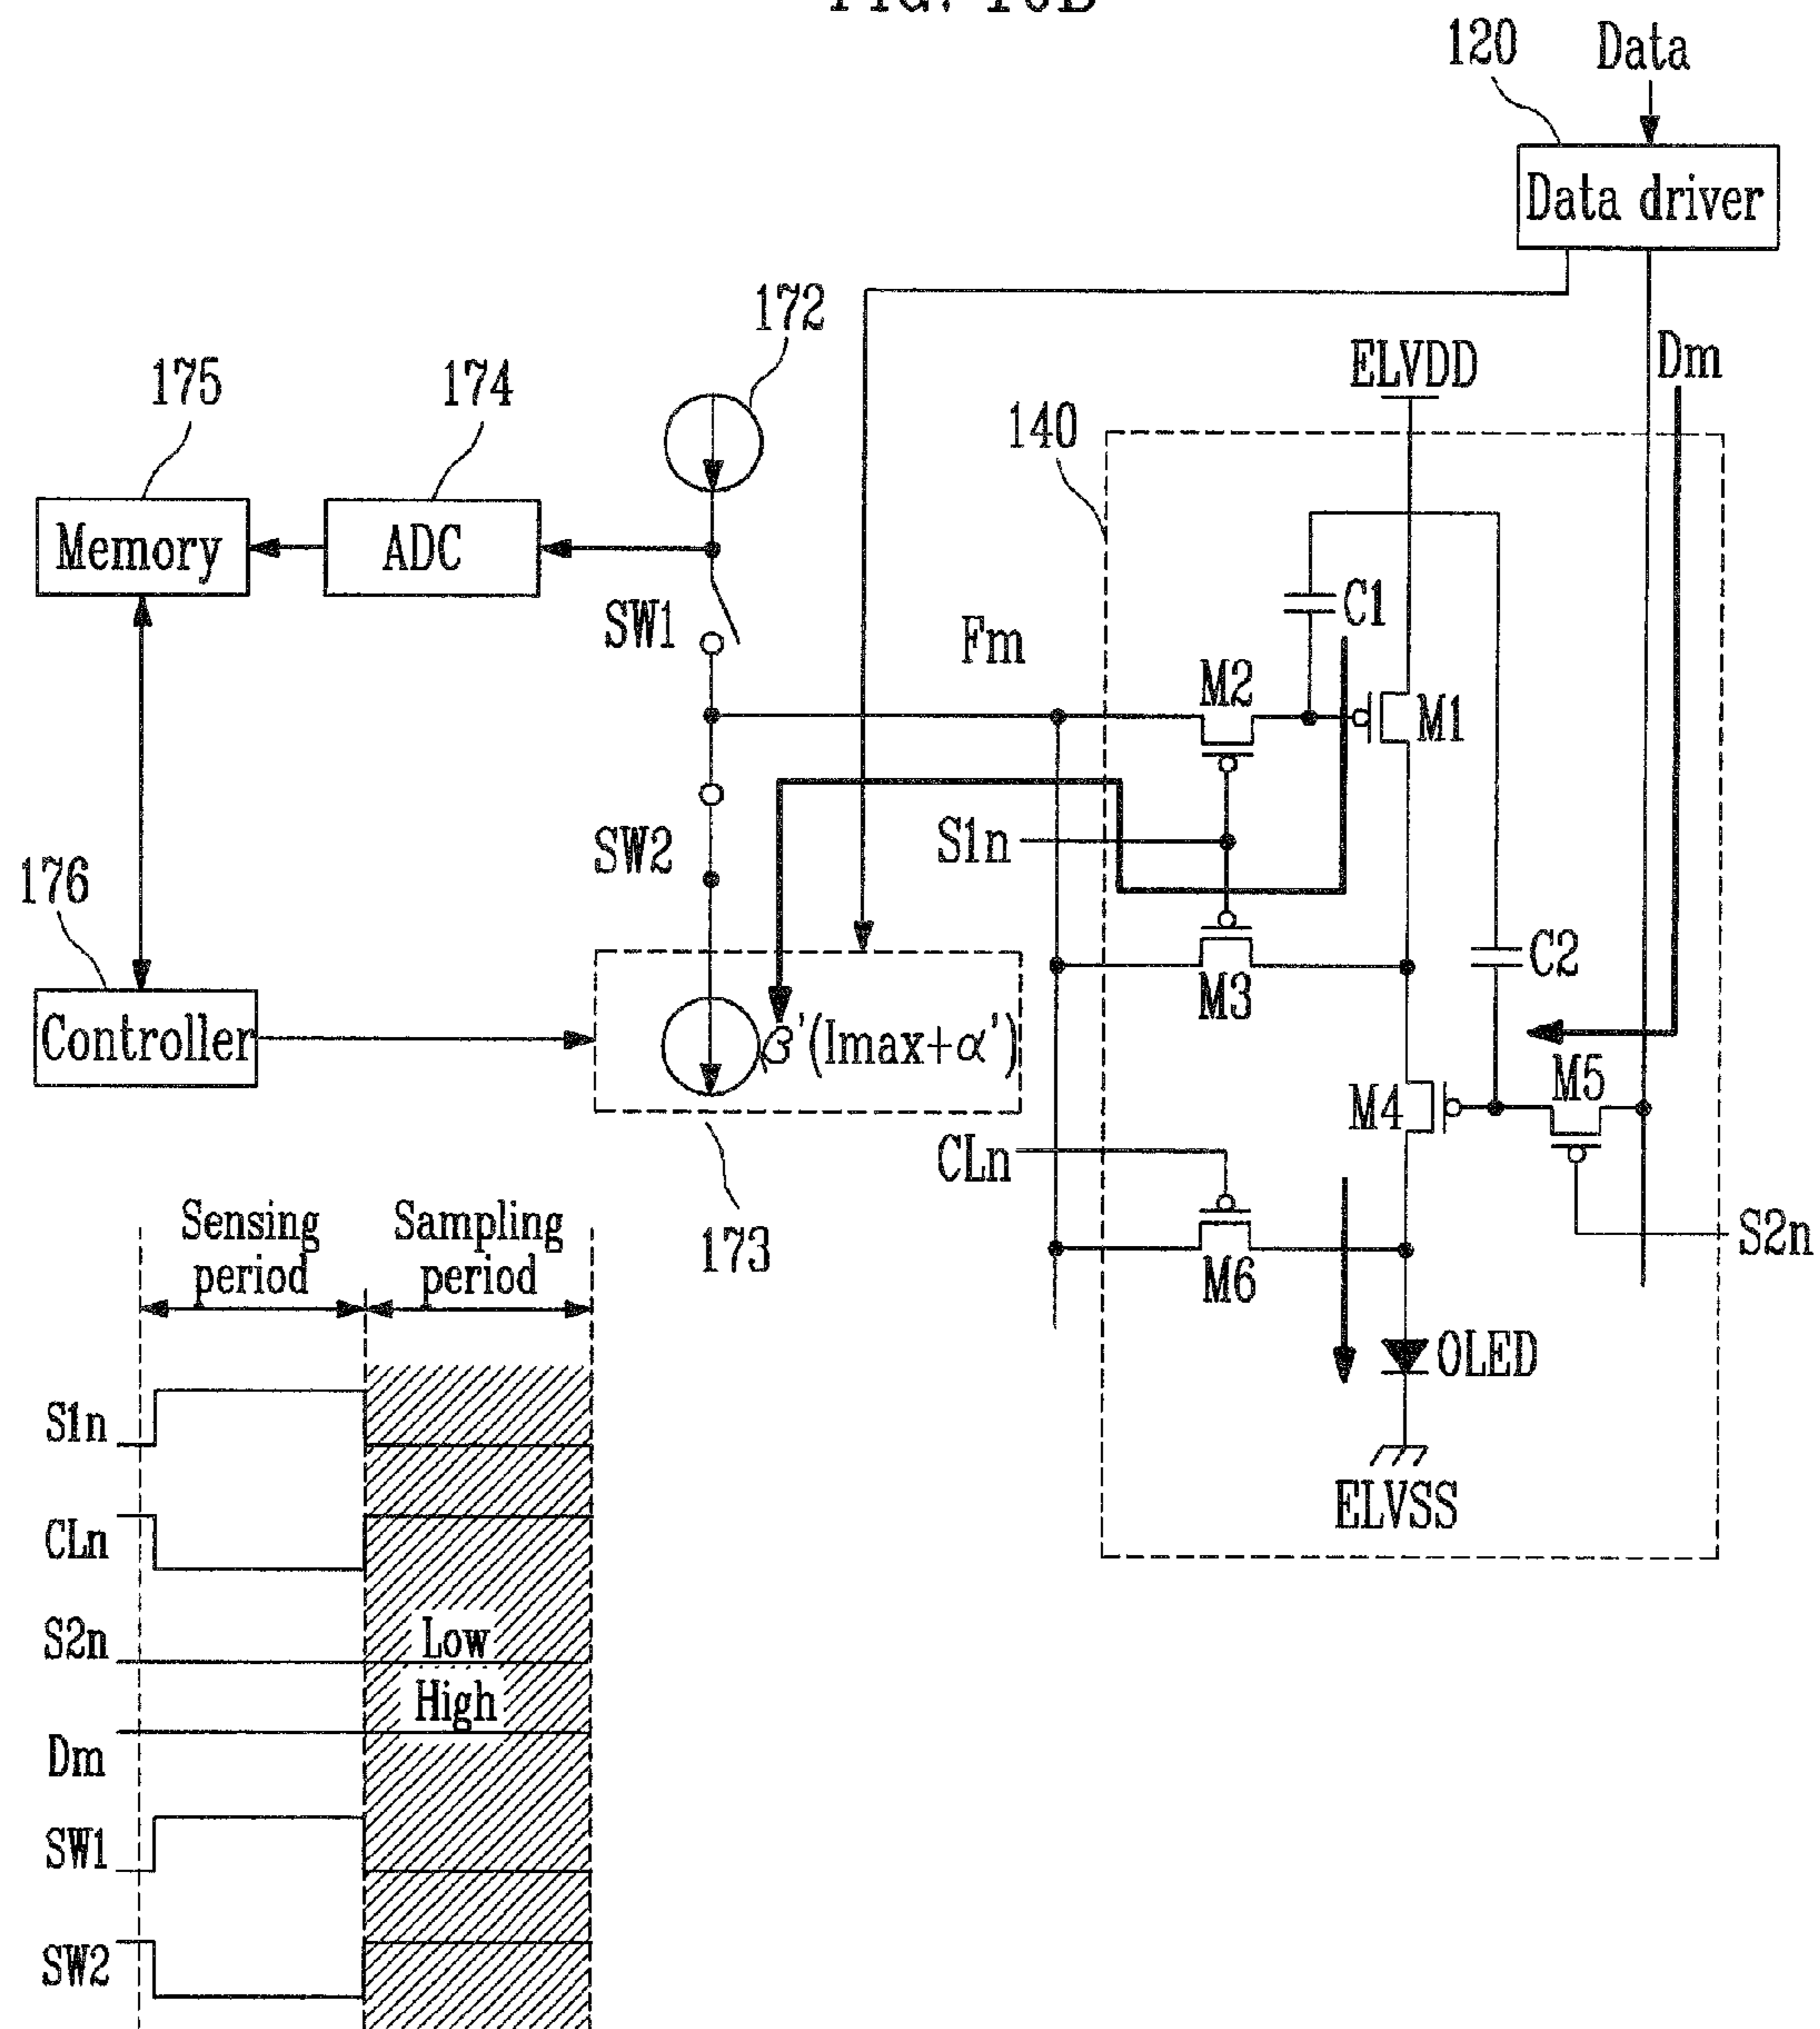 120
Data
Data driver
172
175
174
ELVDD
Dm
140
Memory
ADC
C1
SW1
Fm
M2
M1
S1n
SW2
176
M3
C2
Controller
β'(Imax+α')
M5
M4
CLn
173
S2n
M6
OLED
ELVSS
Sensing
period
Sampling
period
S1n
CLn
S2n
Low
High
Dm
SW1
SW2